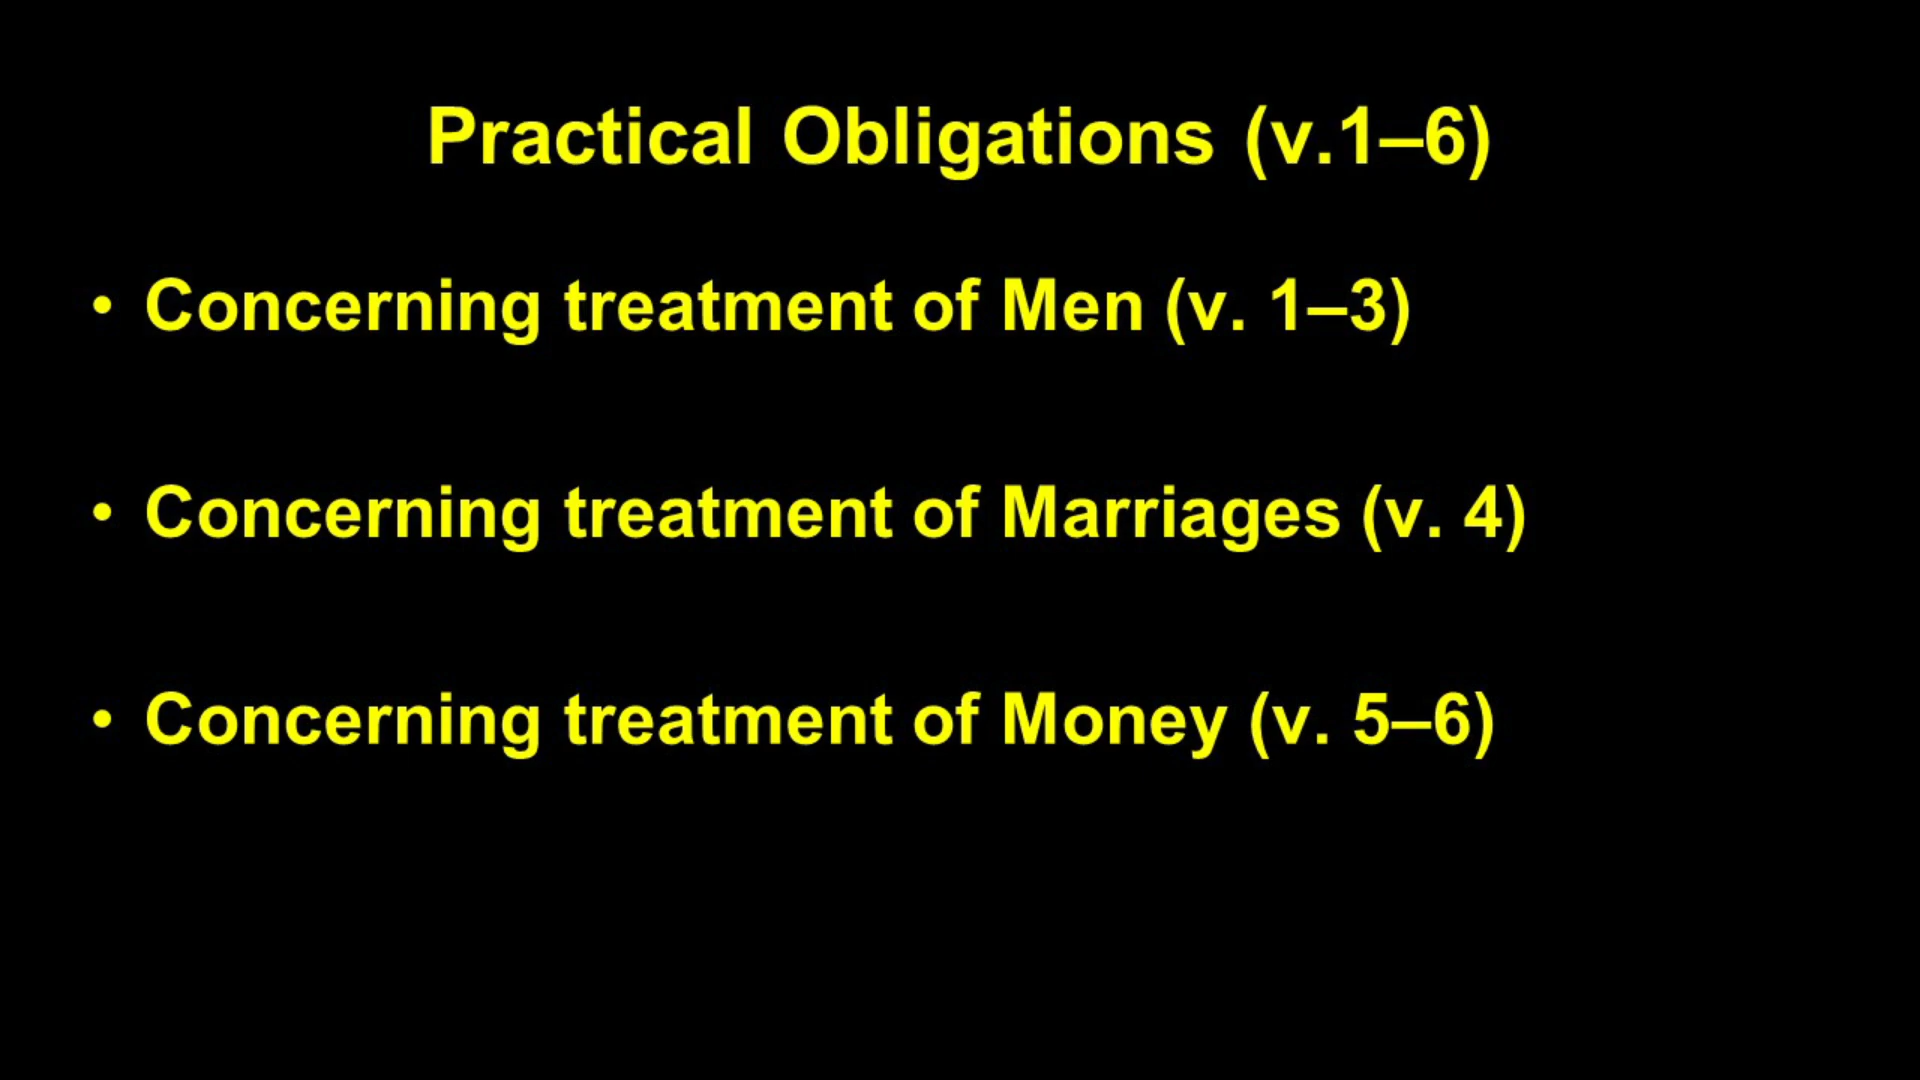 Practical Obligations (v.1–6)
• Concerning treatment of Men (v. 1–3)
• Concerning treatment of Marriages (v. 4)
• Concerning treatment of Money (v. 5–6)